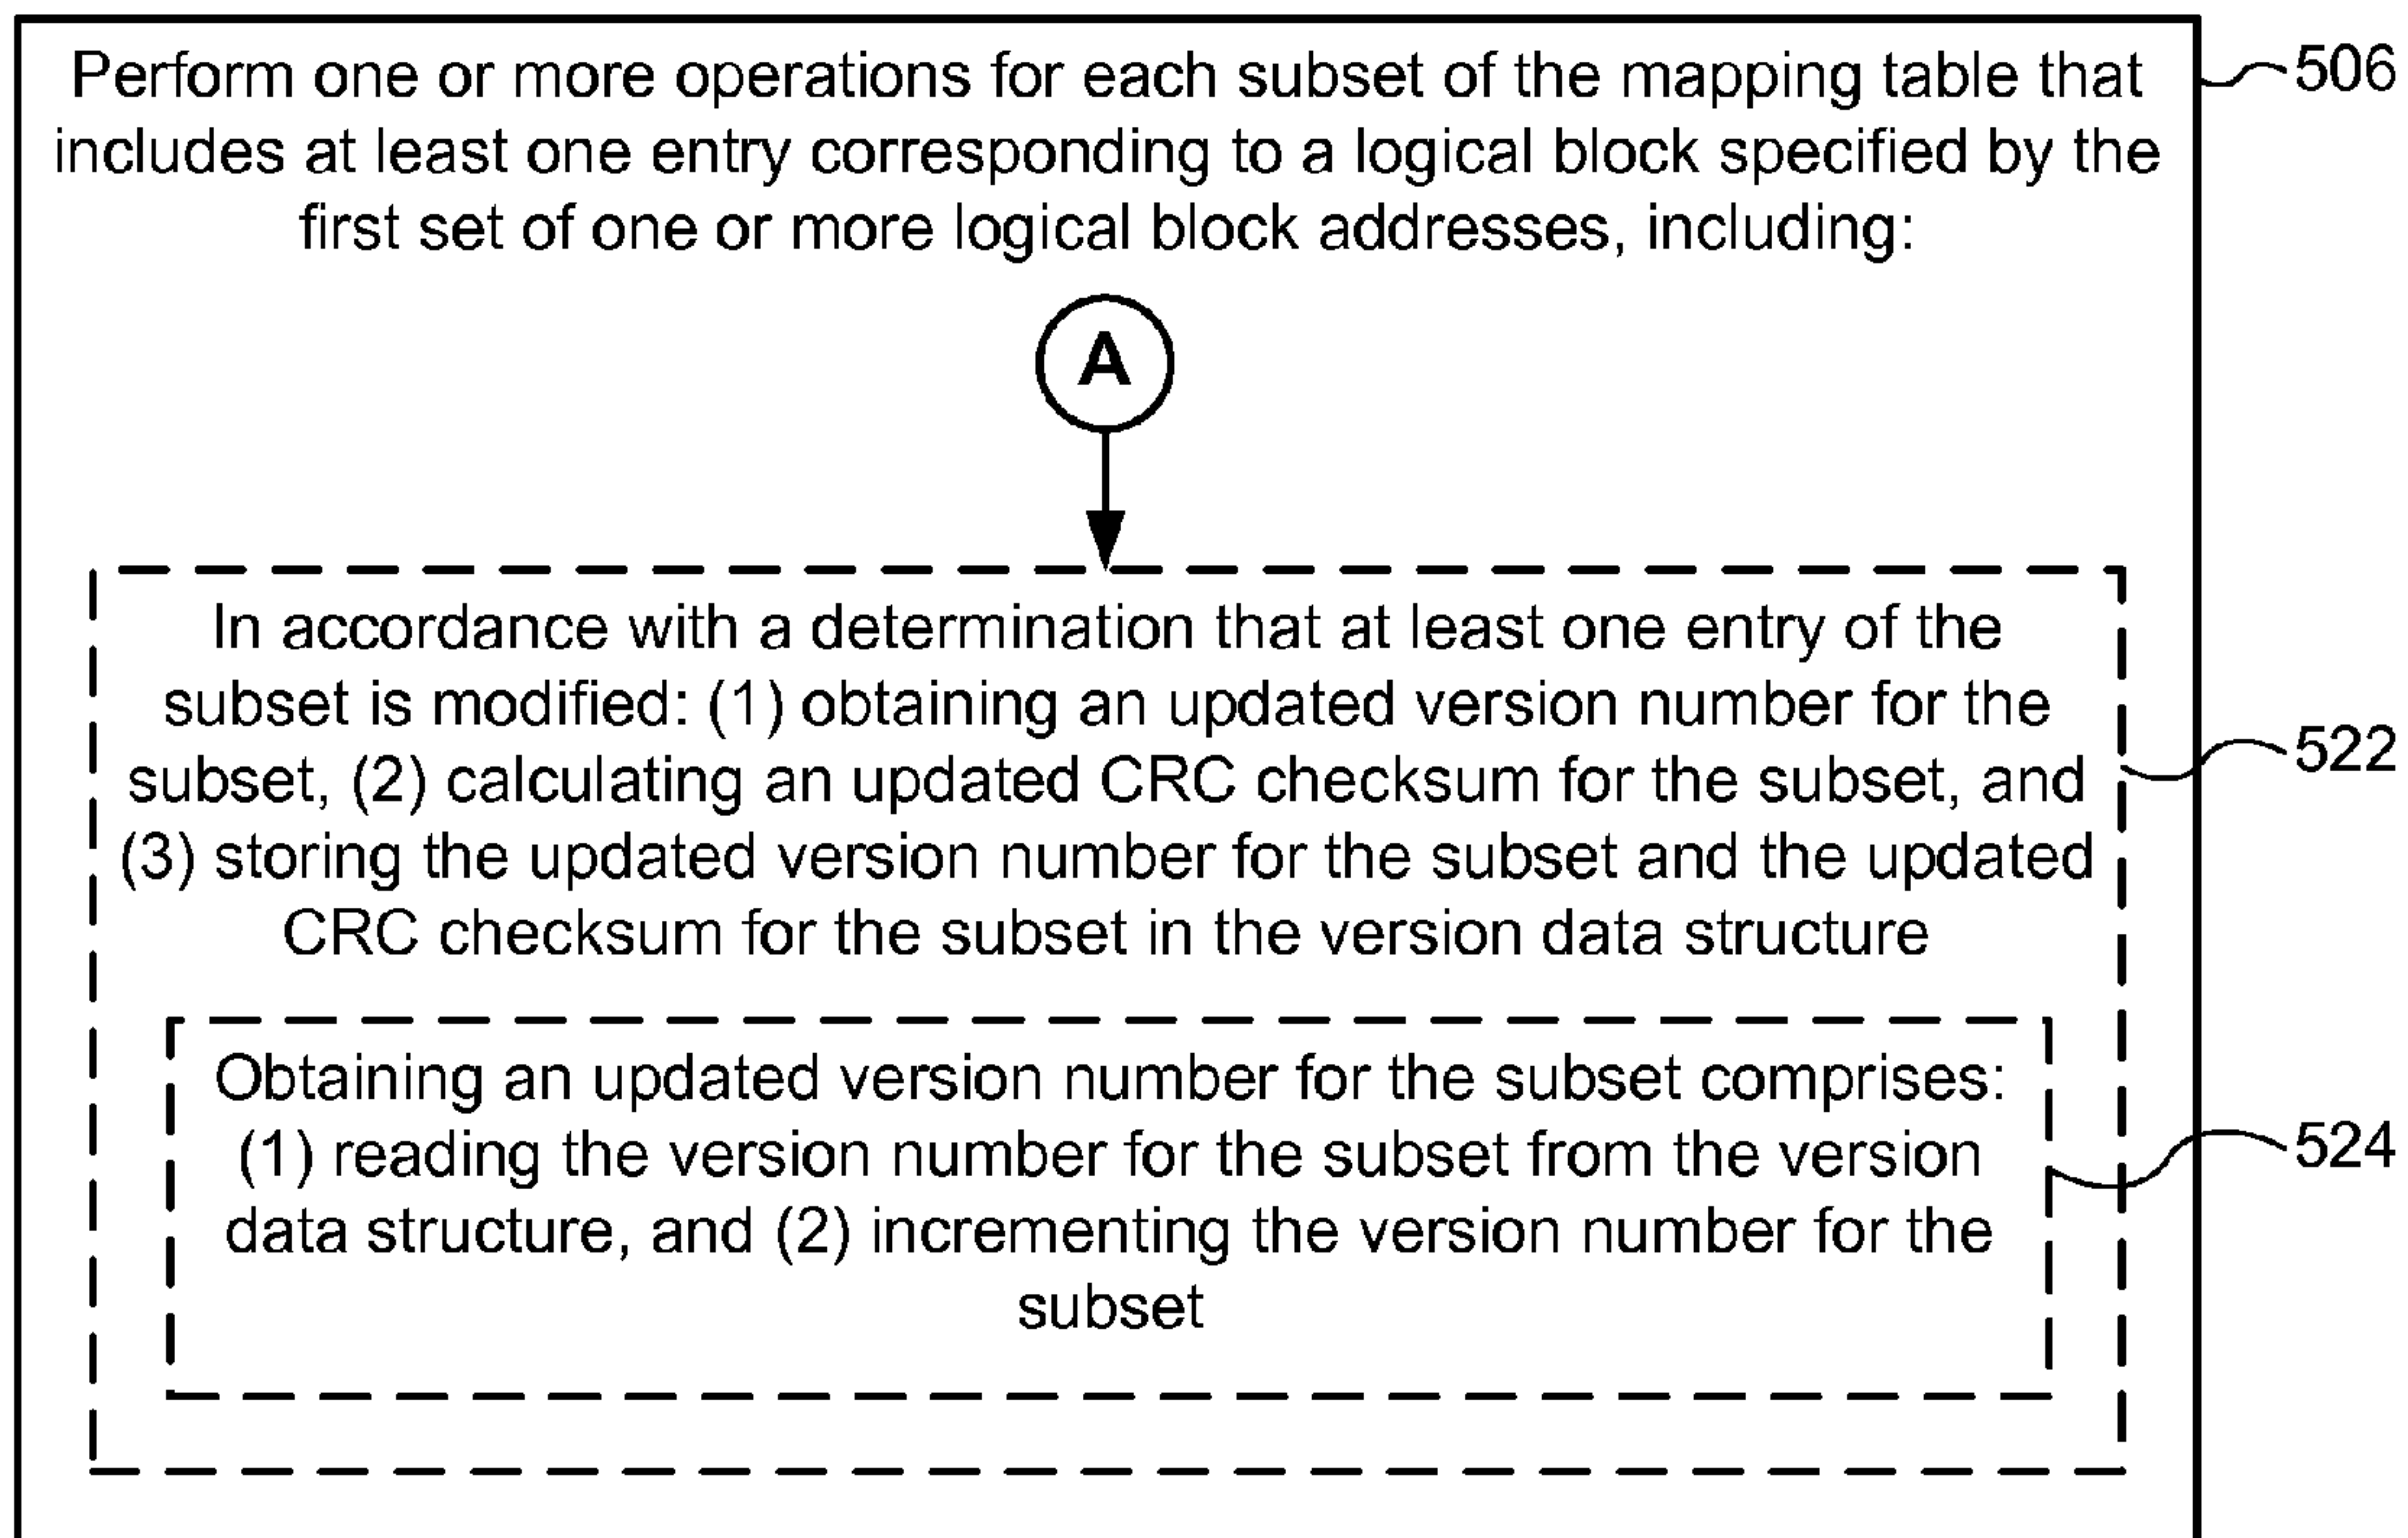 Perform one or more operations for each subset of the mapping table that
includes at least one entry corresponding to a logical block specified by the
first set of one or more logical block addresses, including:
506
A
In accordance with a determination that at least one entry of the
subset is modified: (1) obtaining an updated version number for the
subset, (2) calculating an updated CRC checksum for the subset, and
(3) storing the updated version number for the subset and the updated
CRC checksum for the subset in the version data structure
522
Obtaining an updated version number for the subset comprises:
(1) reading the version number for the subset from the version
data structure, and (2) incrementing the version number for the
subset
524